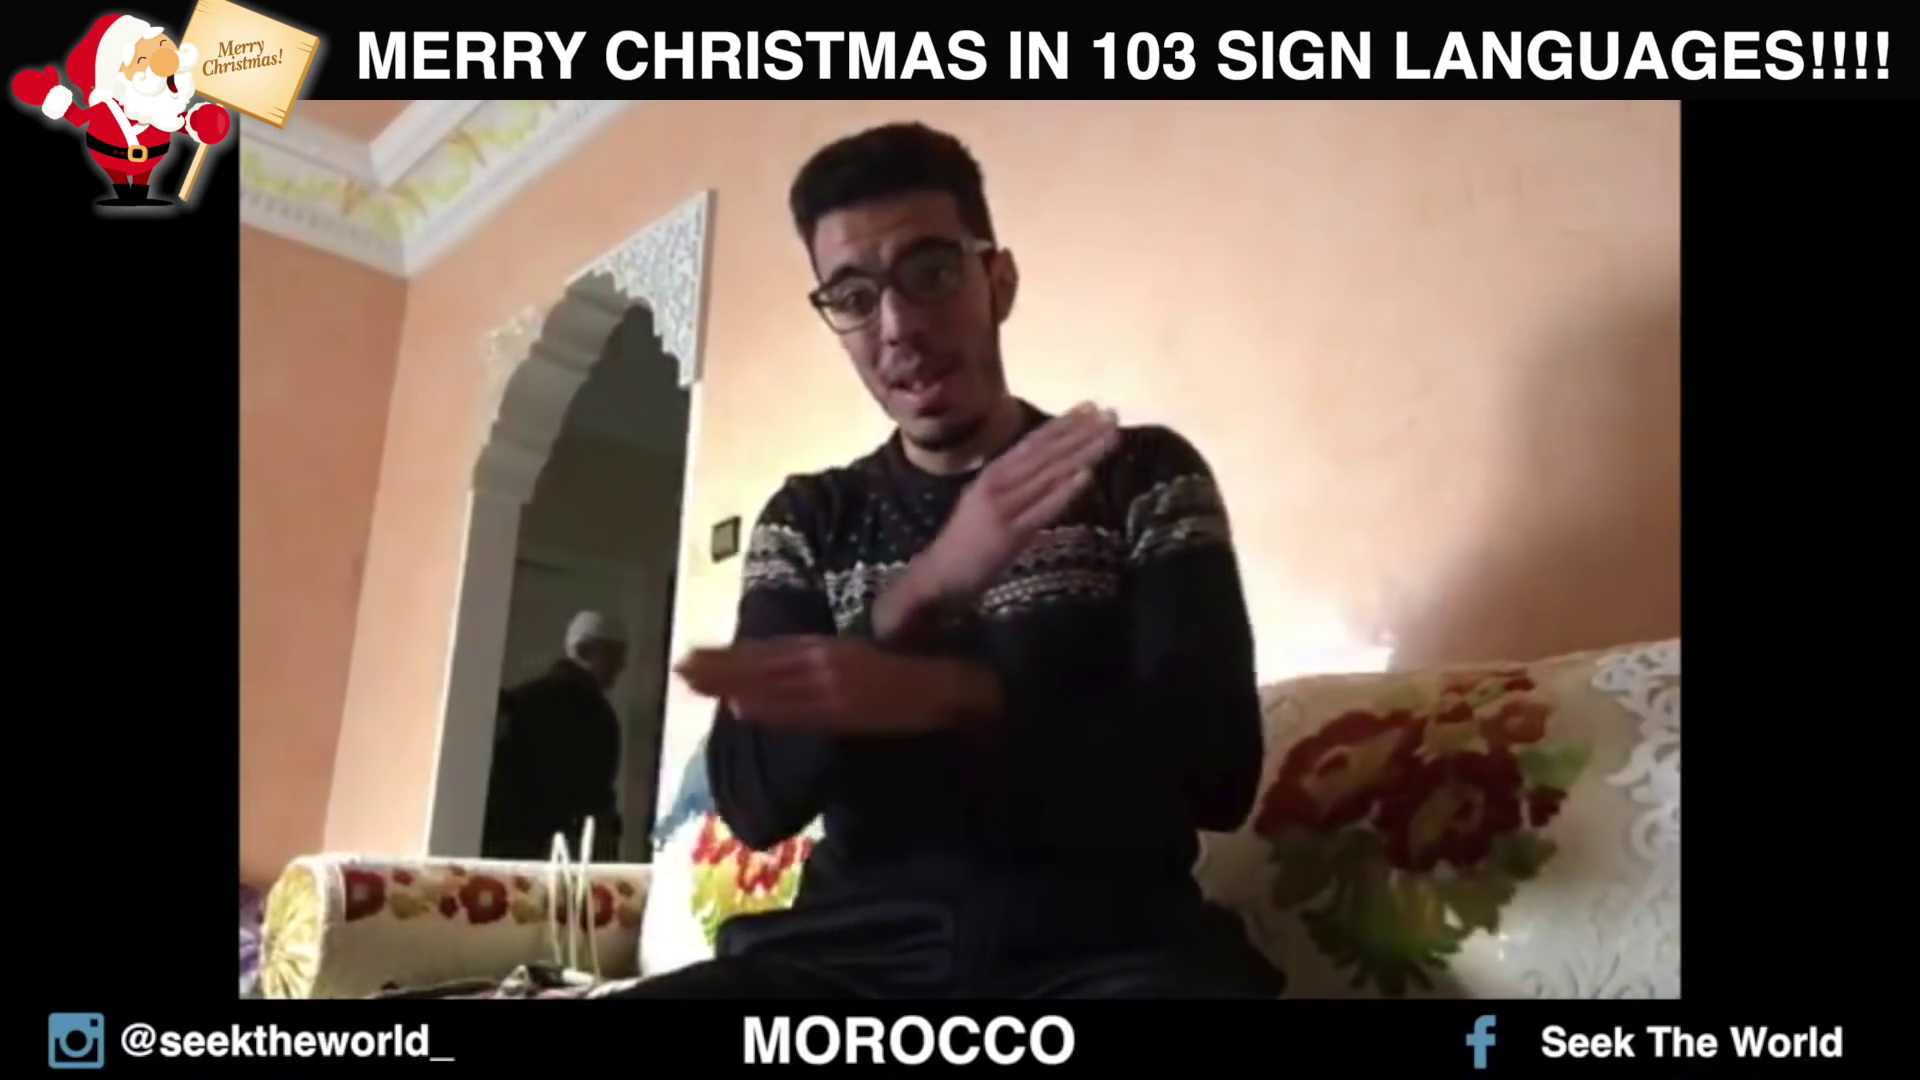 Merry
Christmas!
MERRY CHRISTMAS IN 103 SIGN LANGUAGES!!!!
@seektheworld_
MOROCCO
Seek The World